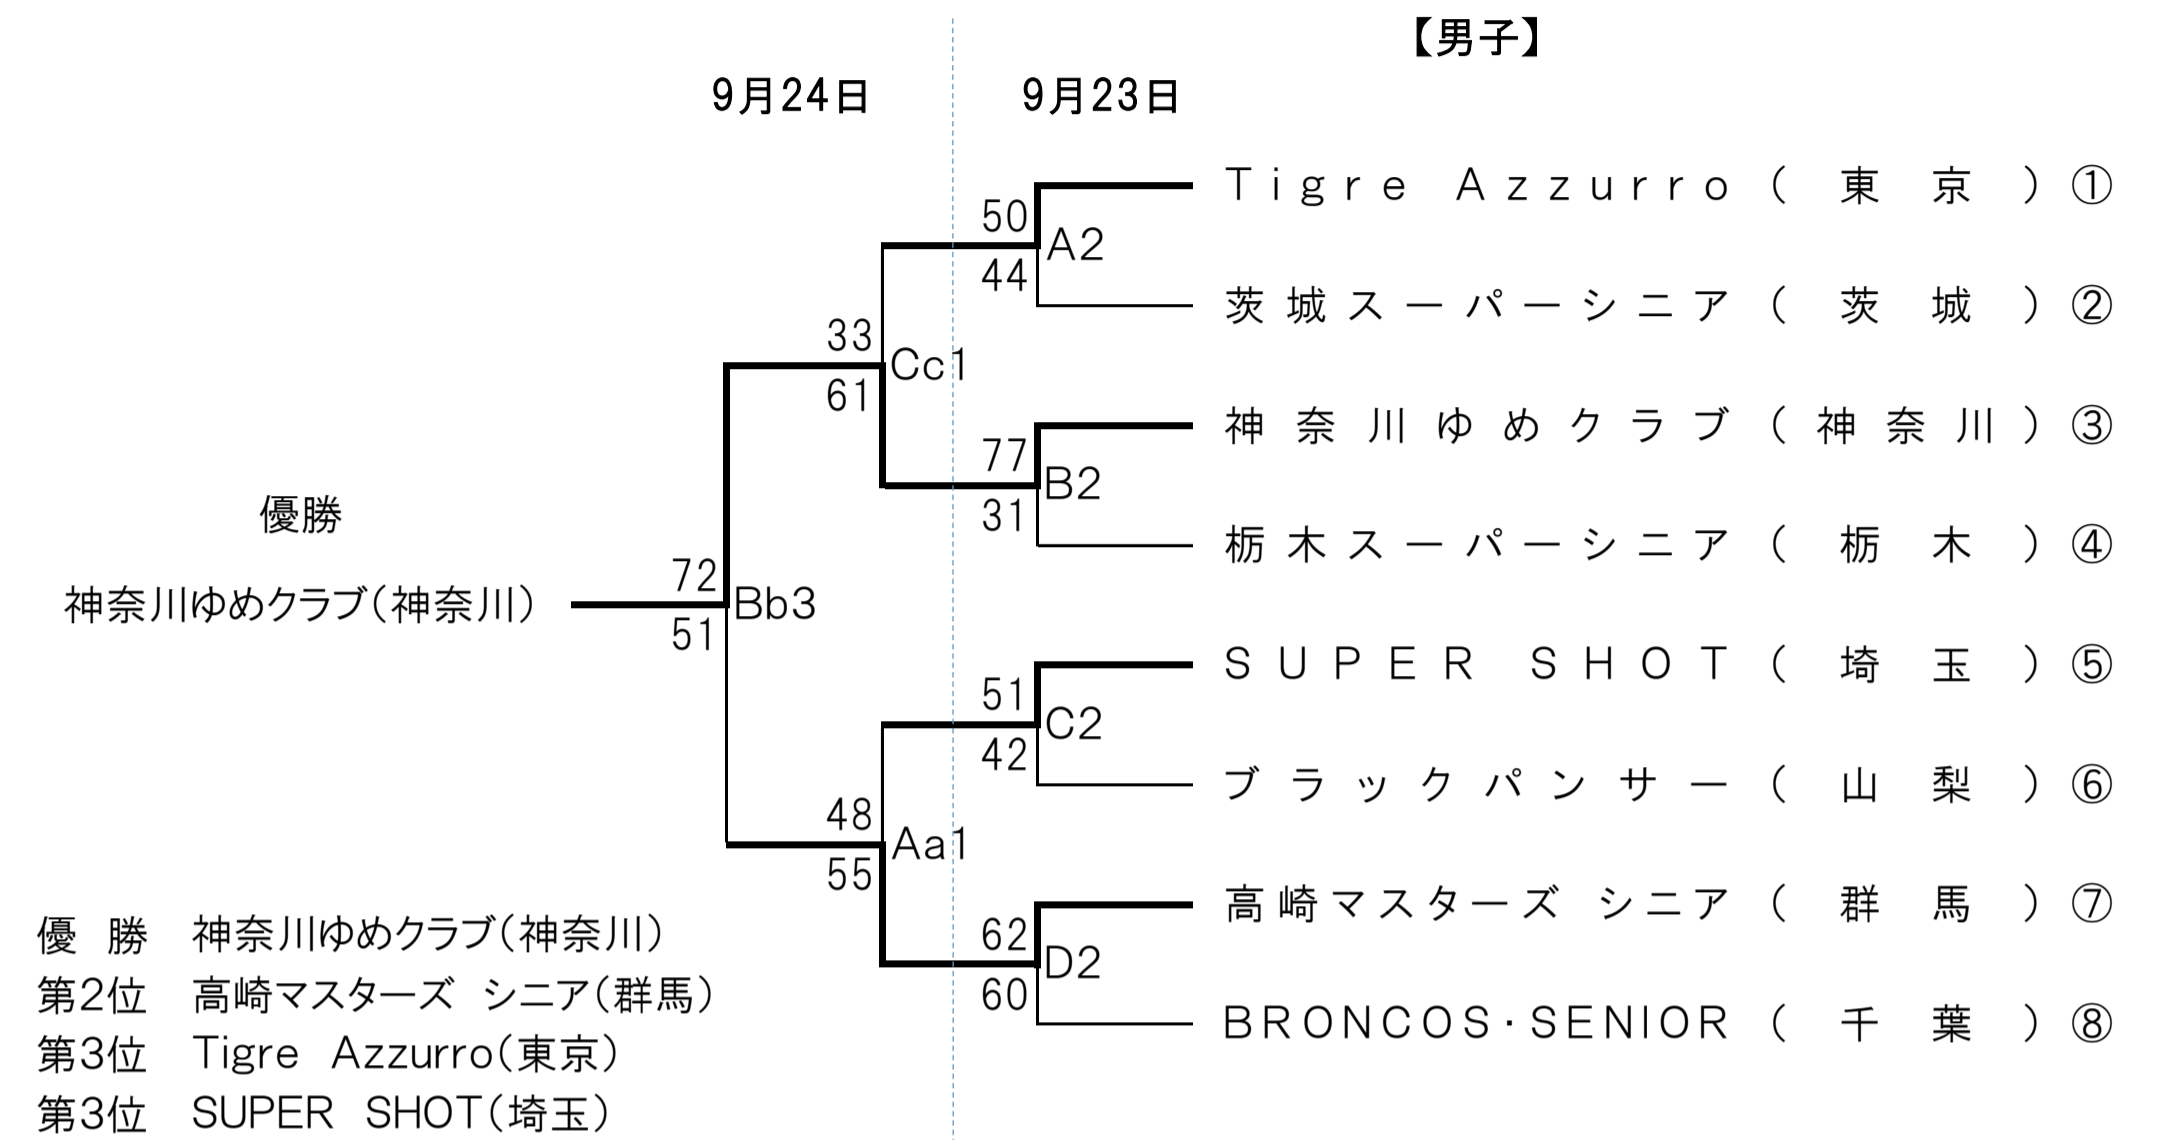 【男子】
9月24日 9月23日
Tigre Azzurro ( 東京 ) ①
50
A2
44
茨城スーパーシニア ( 茨城 ) ②
33
Cc1
61
神奈川ゆめクラブ ( 神奈川 ) ③
77
B2
31
栃木スーパーシニア ( 栃木 ) ④
優勝
神奈川ゆめクラブ(神奈川)
72
Bb3
51
SUPER SHOT ( 埼玉 ) ⑤
51
C2
42
ブラックパンサー ( 山梨 ) ⑥
48
Aa1
55
高崎マスターズ シニア ( 群馬 ) ⑦
62
D2
60
BRONCOS・SENIOR ( 千葉 ) ⑧
優勝 神奈川ゆめクラブ(神奈川)
第2位 高崎マスターズ シニア(群馬)
第3位 Tigre Azzurro(東京)
第3位 SUPER SHOT(埼玉)